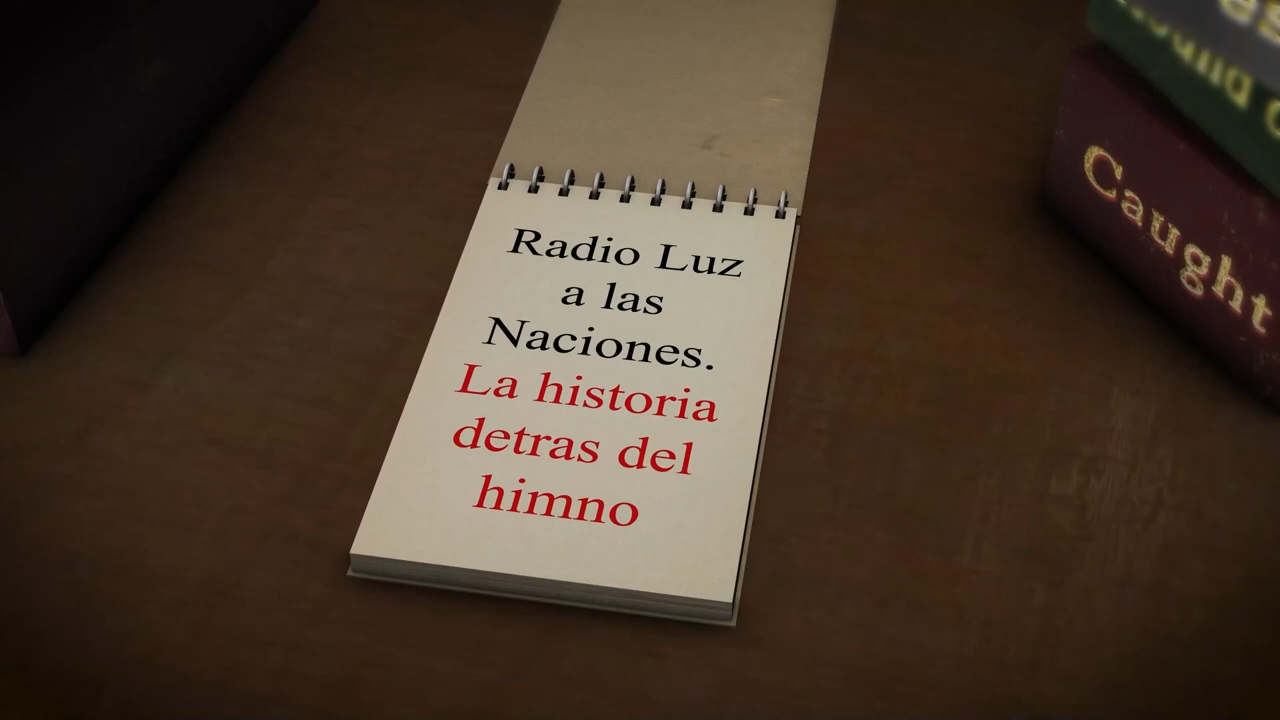 Radio Luz
a las
Naciones.
La historia
detras del
himno
Caught